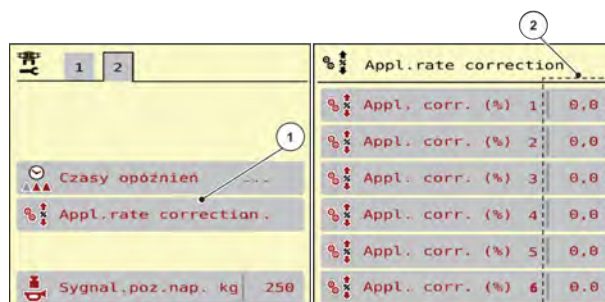 2
1 2
Appl.rate correction
1
Czasy opóźnień ...
Appl.rate correction.
Sygnal.poz.nap. kg 250
Appl. corr. (%) 1 0,0
Appl. corr. (%) 2 0,0
Appl. corr. (%) 3 0,0
Appl. corr. (%) 4 0,0
Appl. corr. (%) 5 0,0
Appl. corr. (%) 6 0.0